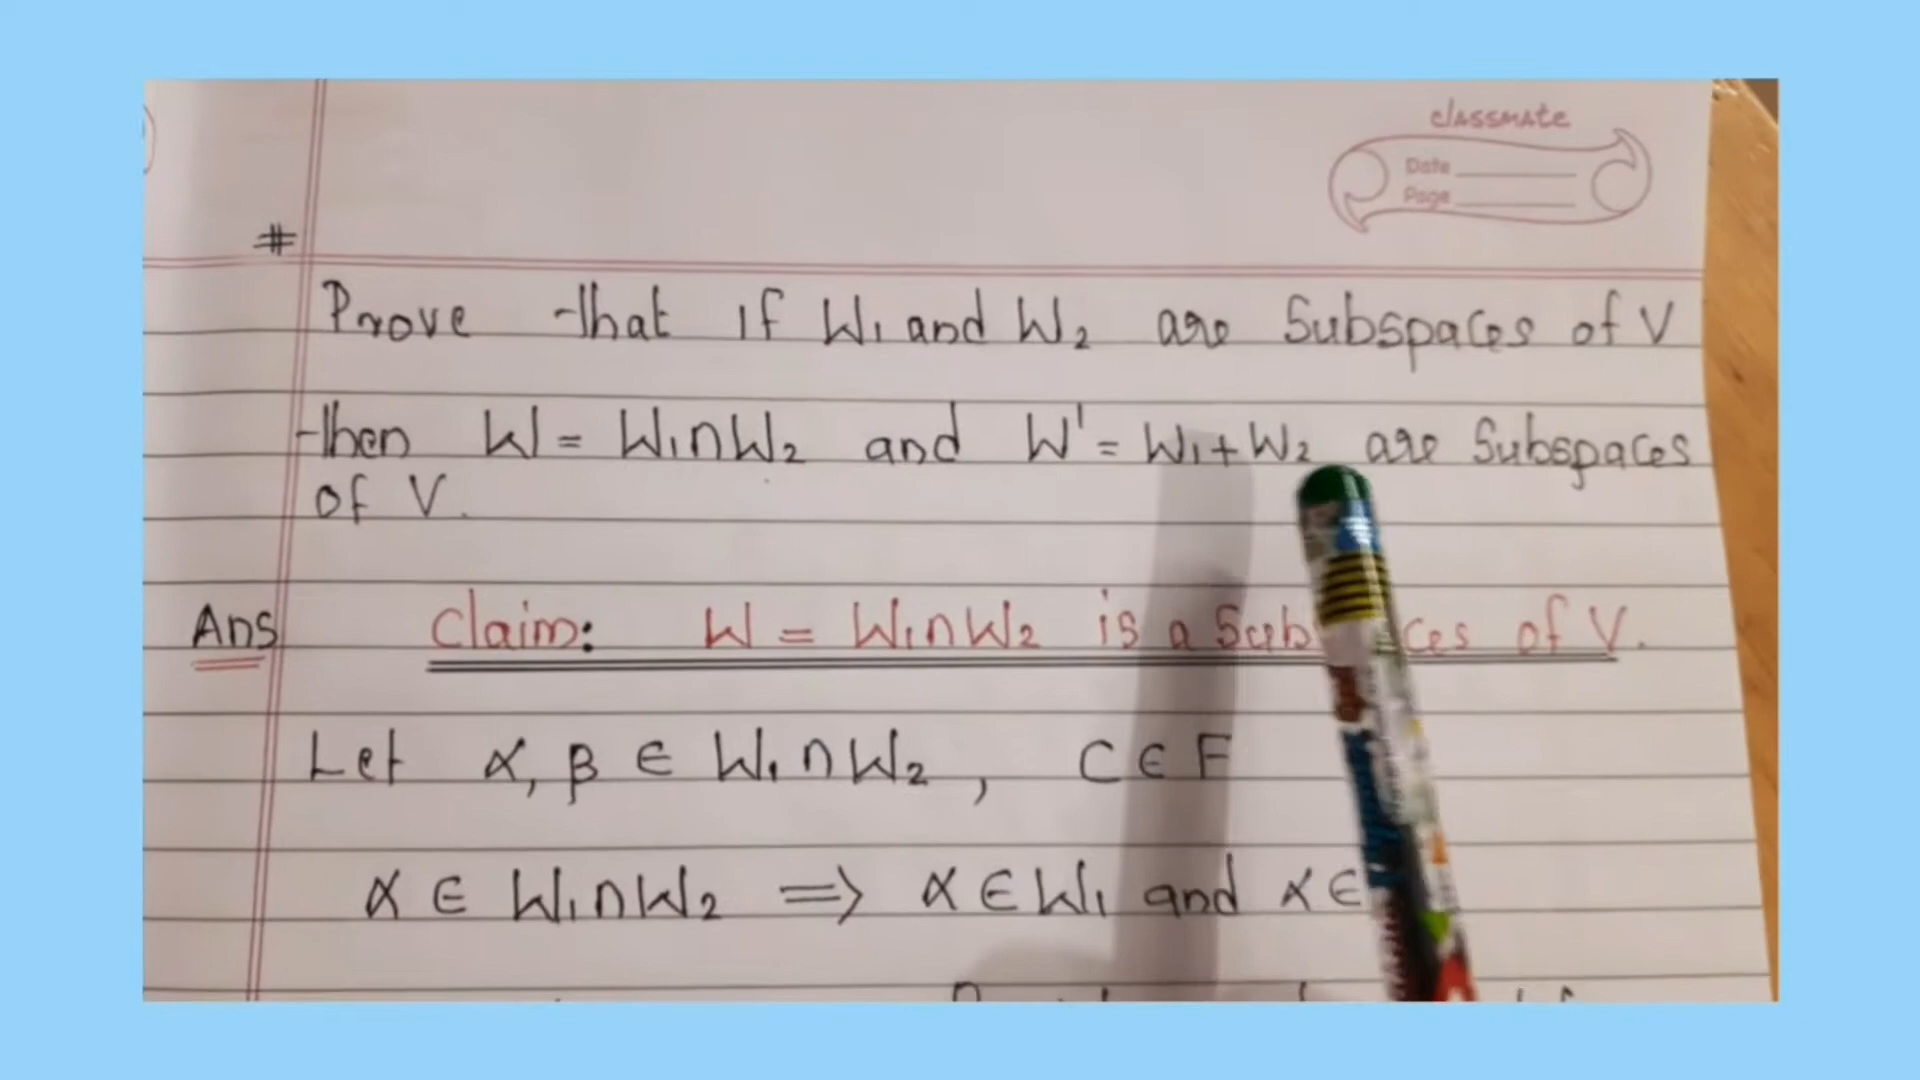 classmate
Date
Page
#
Prove that if W₁ and W₂ are Subspaces of V
then W = W₁∩W₂ and W' = W₁+W₂ are Subspaces
of V.
Ans Claim: W = W₁∩W₂ is a Sub ces of V.
Let α, β ∈ W₁∩W₂ , C ∈ F
α ∈ W₁∩W₂ => α ∈ W₁ and α ∈